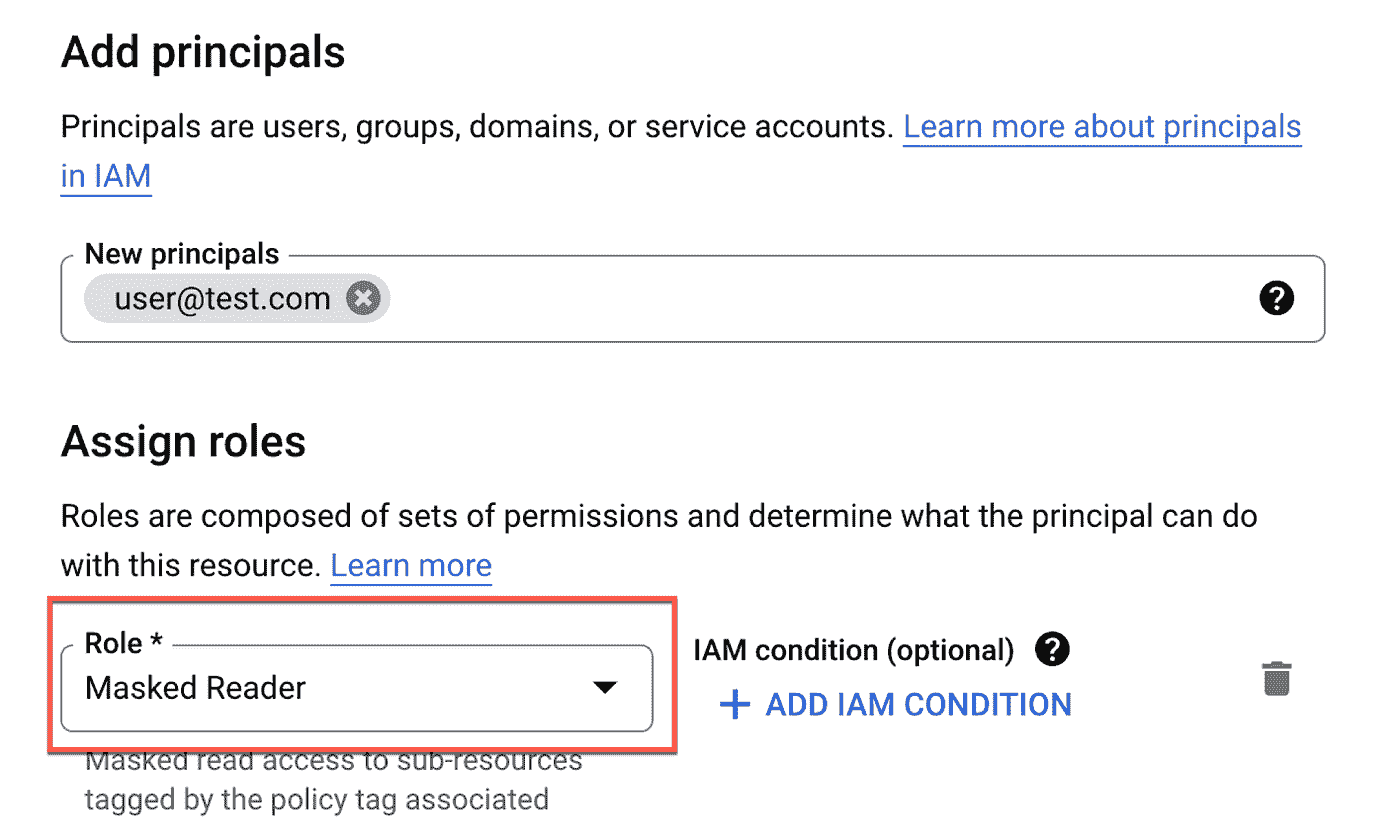 Add principals
Principals are users, groups, domains, or service accounts. Learn more about principals
in IAM
New principals
user@test.com
Assign roles
Roles are composed of sets of permissions and determine what the principal can do
with this resource. Learn more
Role *
Masked Reader
IAM condition (optional)
+ ADD IAM CONDITION
Masked read access to sub-resources
tagged by the policy tag associated